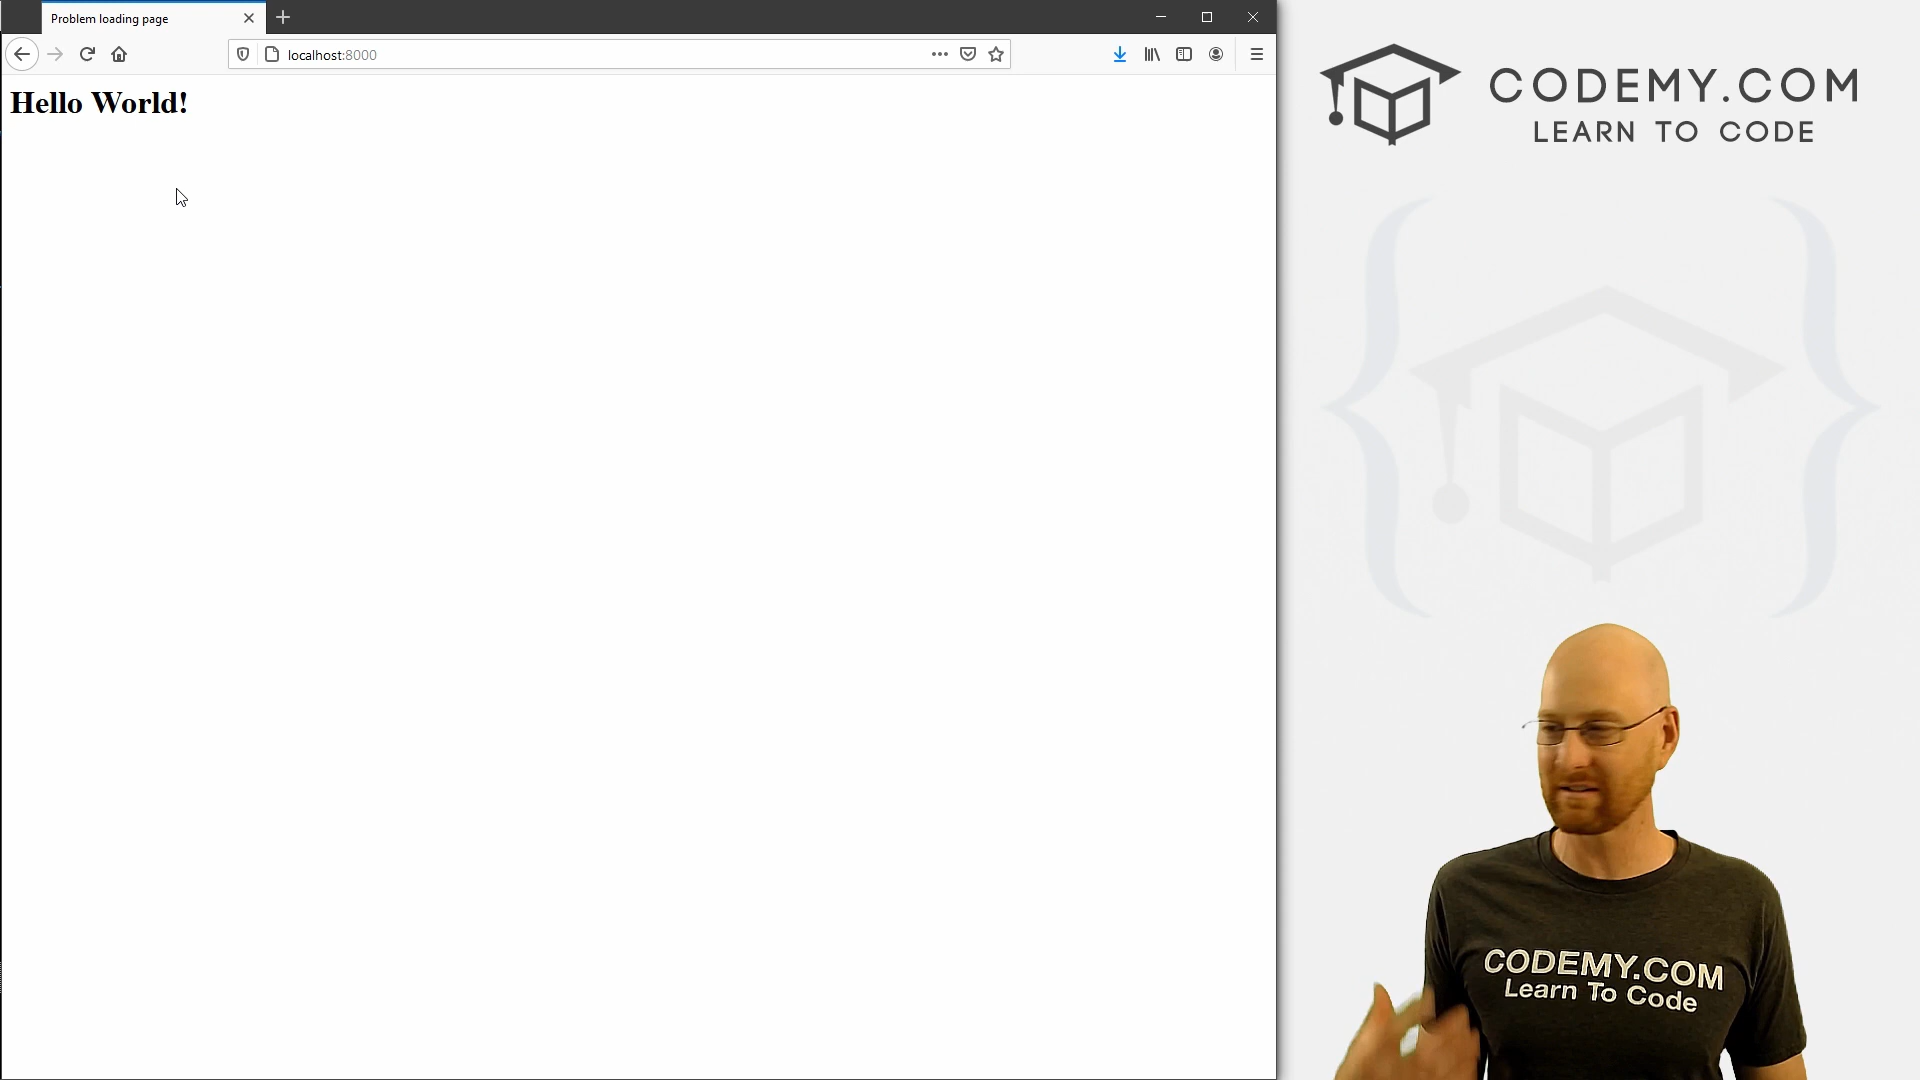 Problem loading page
localhost:8000
Hello World!
CODEMY.COM
LEARN TO CODE
CODEMY.COM
Learn To Code